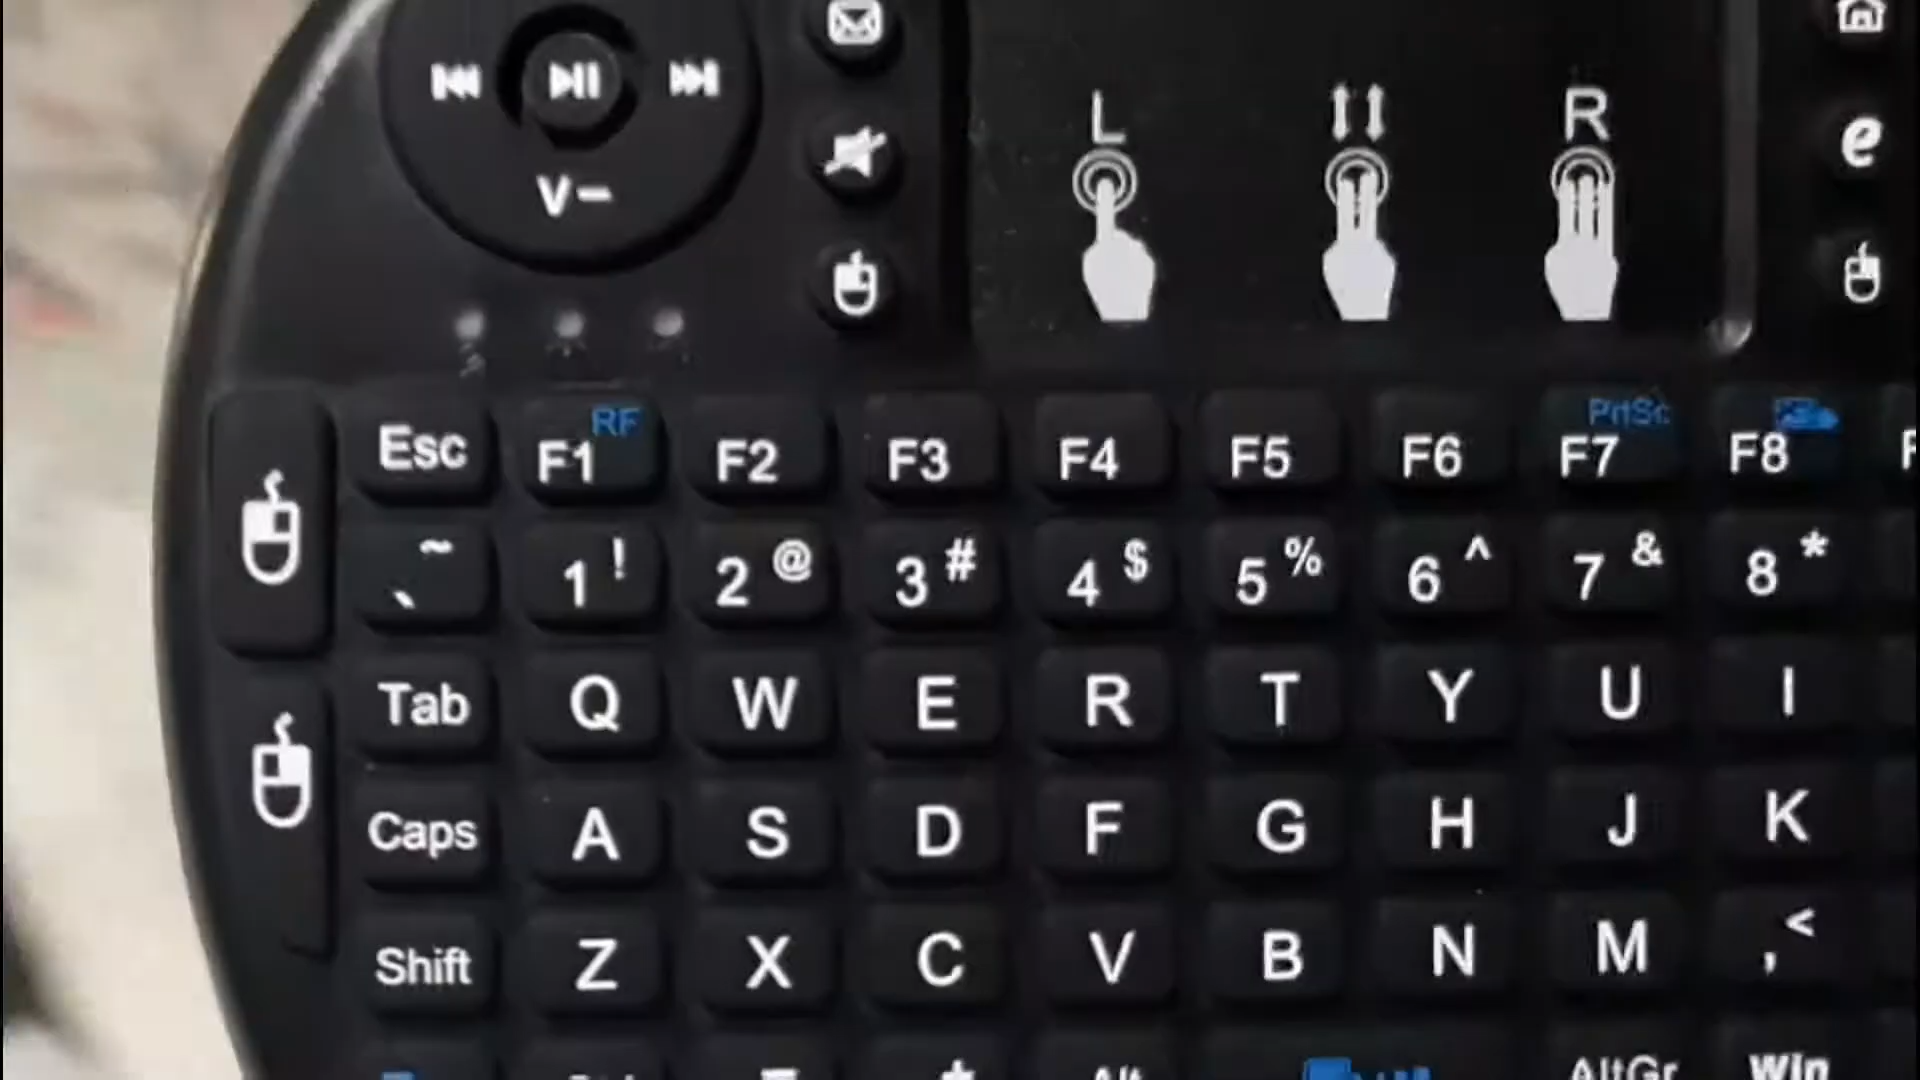 L R
V−
e
RF PrtSc
Esc F1 F2 F3 F4 F5 F6 F7 F8
~ ! @ # $ % ^ & *
` 1 2 3 4 5 6 7 8
Tab Q W E R T Y U I
Caps A S D F G H J K
Shift Z X C V B N M , <
Alt AltGr Win